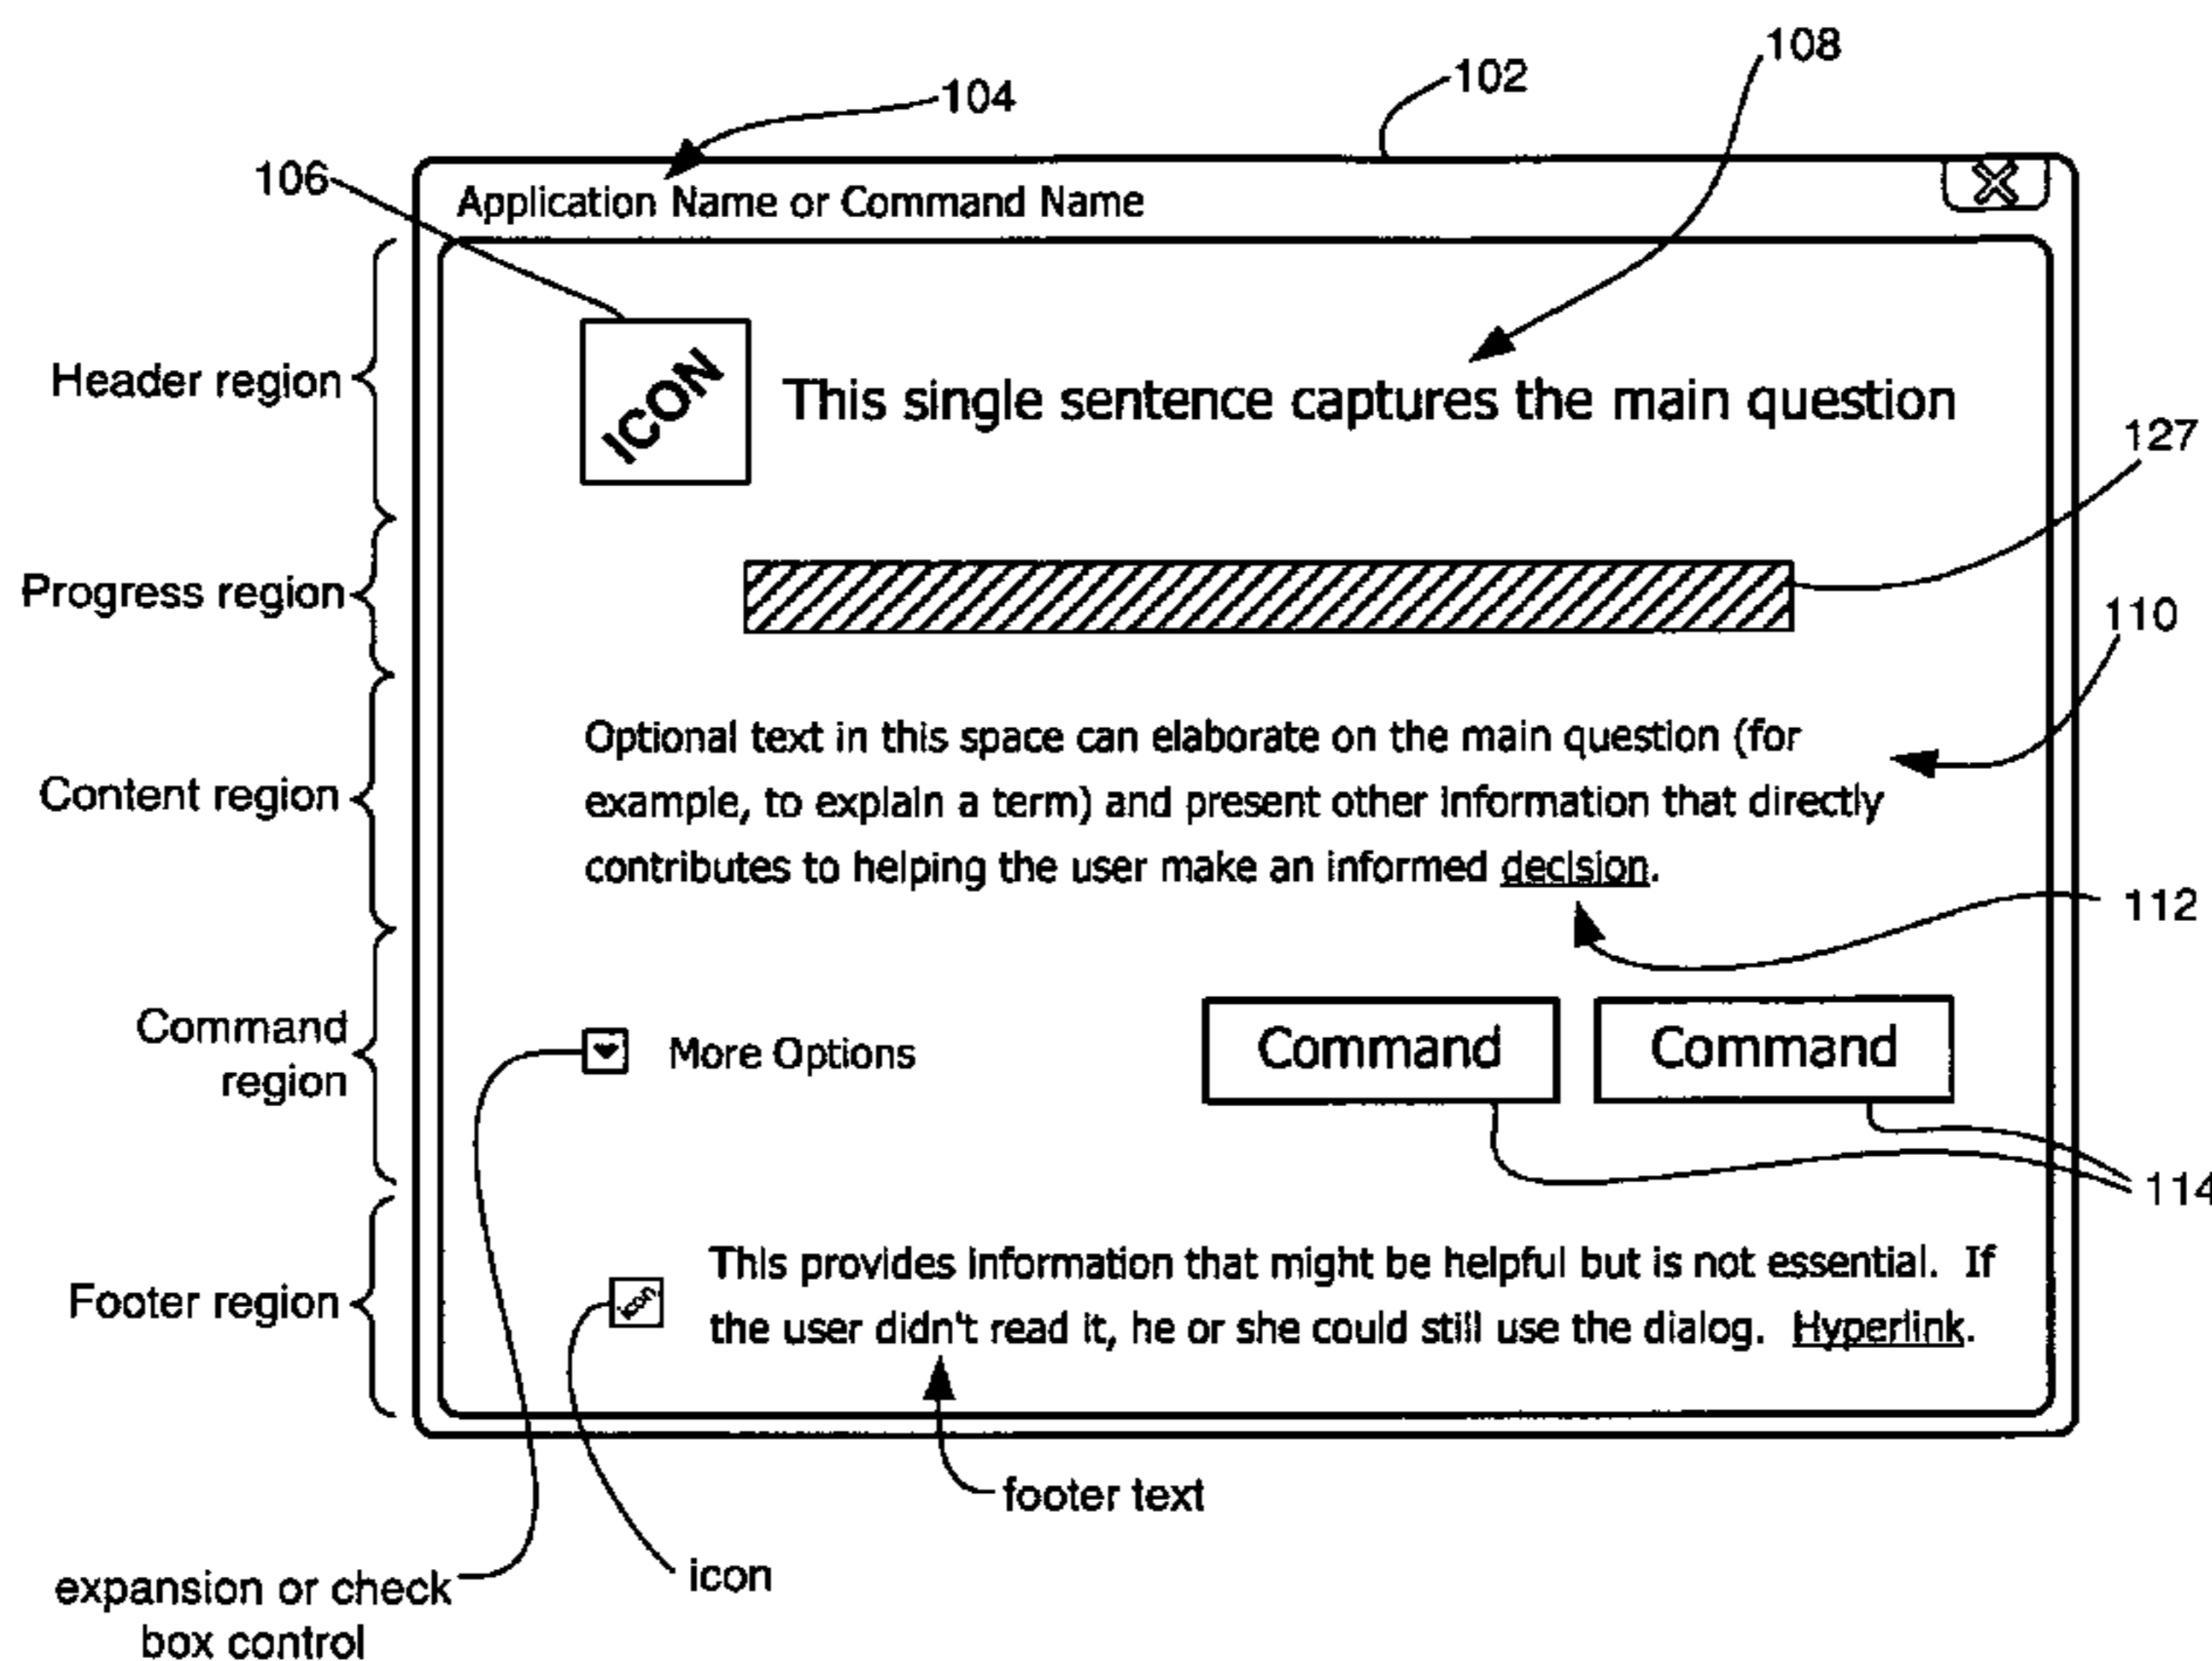 108
102
104
106
Application Name or Command Name
Header region
ICON
This single sentence captures the main question
127
Progress region
110
Content region
Optional text in this space can elaborate on the main question (for
example, to explain a term) and present other information that directly
contributes to helping the user make an informed decision.
112
Command
region
More Options
Command
Command
114
Footer region
icon
This provides information that might be helpful but is not essential. If
the user didn't read it, he or she could still use the dialog. Hyperlink.
footer text
icon
expansion or check
box control